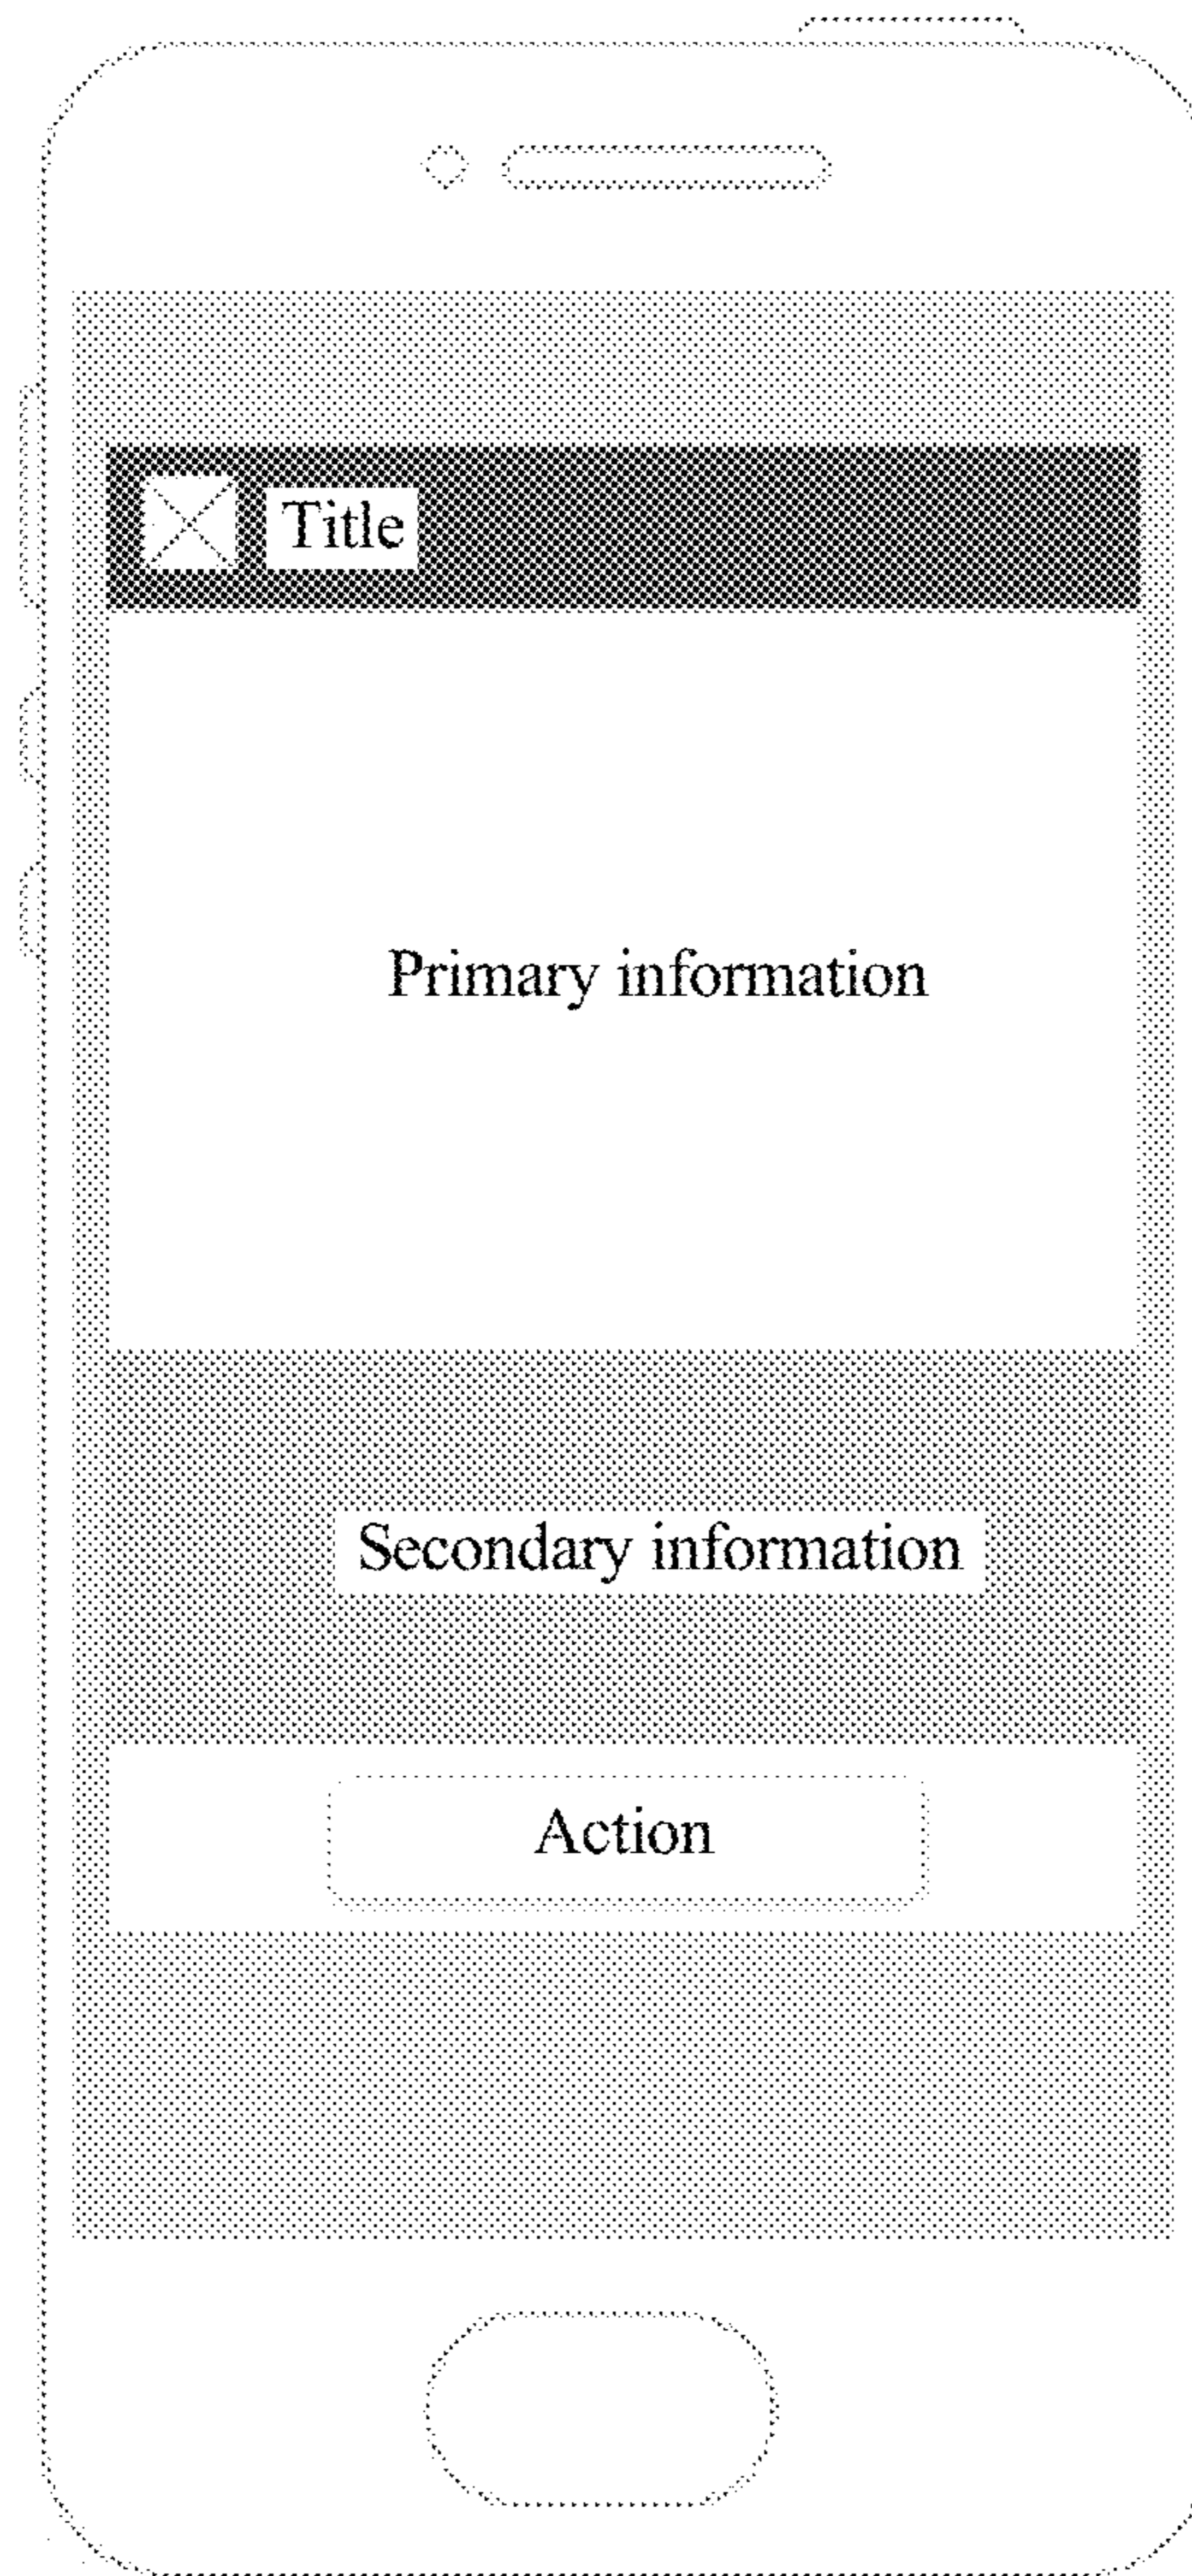 Title
Primary information
Secondary information
Action